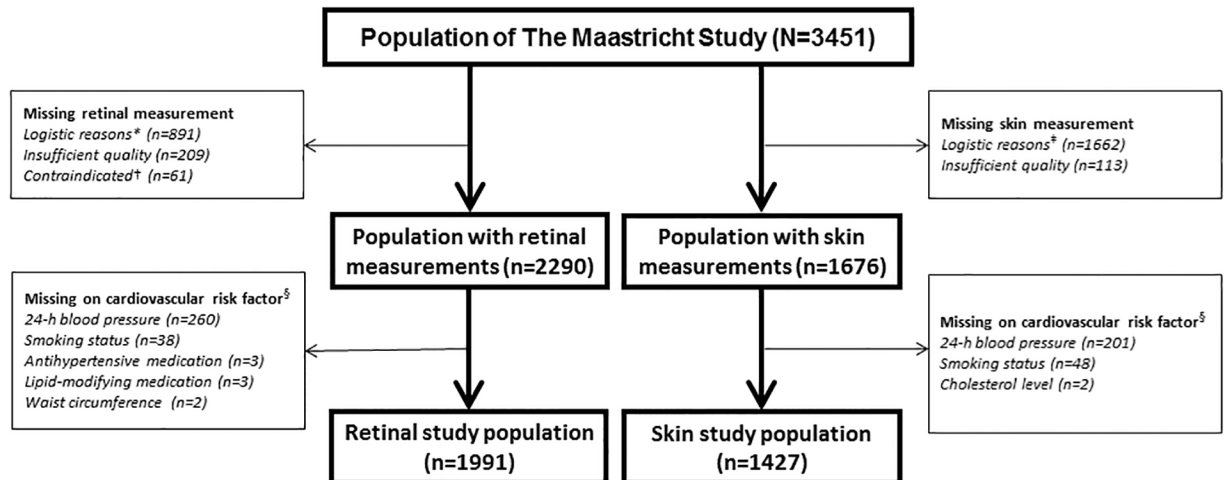 Population of The Maastricht Study (N=3451)
Missing retinal measurement
Logistic reasons* (n=891)
Insufficient quality (n=209)
Contraindicated† (n=61)
Missing skin measurement
Logistic reasons‡ (n=1662)
Insufficient quality (n=113)
Population with retinal
measurements (n=2290)
Population with skin
measurements (n=1676)
Missing on cardiovascular risk factor§
24-h blood pressure (n=260)
Smoking status (n=38)
Antihypertensive medication (n=3)
Lipid-modifying medication (n=3)
Waist circumference (n=2)
Missing on cardiovascular risk factor§
24-h blood pressure (n=201)
Smoking status (n=48)
Cholesterol level (n=2)
Retinal study population
(n=1991)
Skin study population
(n=1427)